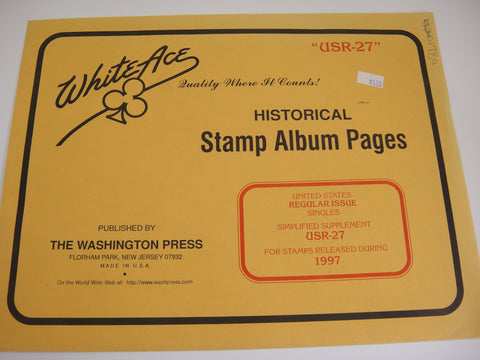 "USR-27"
White Ace
Quality Where It Counts!
HISTORICAL
Stamp Album Pages
UNITED STATES
REGULAR ISSUE
SINGLES
SIMPLIFIED SUPPLEMENT
USR-27
FOR STAMPS RELEASED DURING
1997
PUBLISHED BY
THE WASHINGTON PRESS
FLORHAM PARK, NEW JERSEY 07932
MADE IN U.S.A.
On the World Wide Web at: http://www.washpress.com